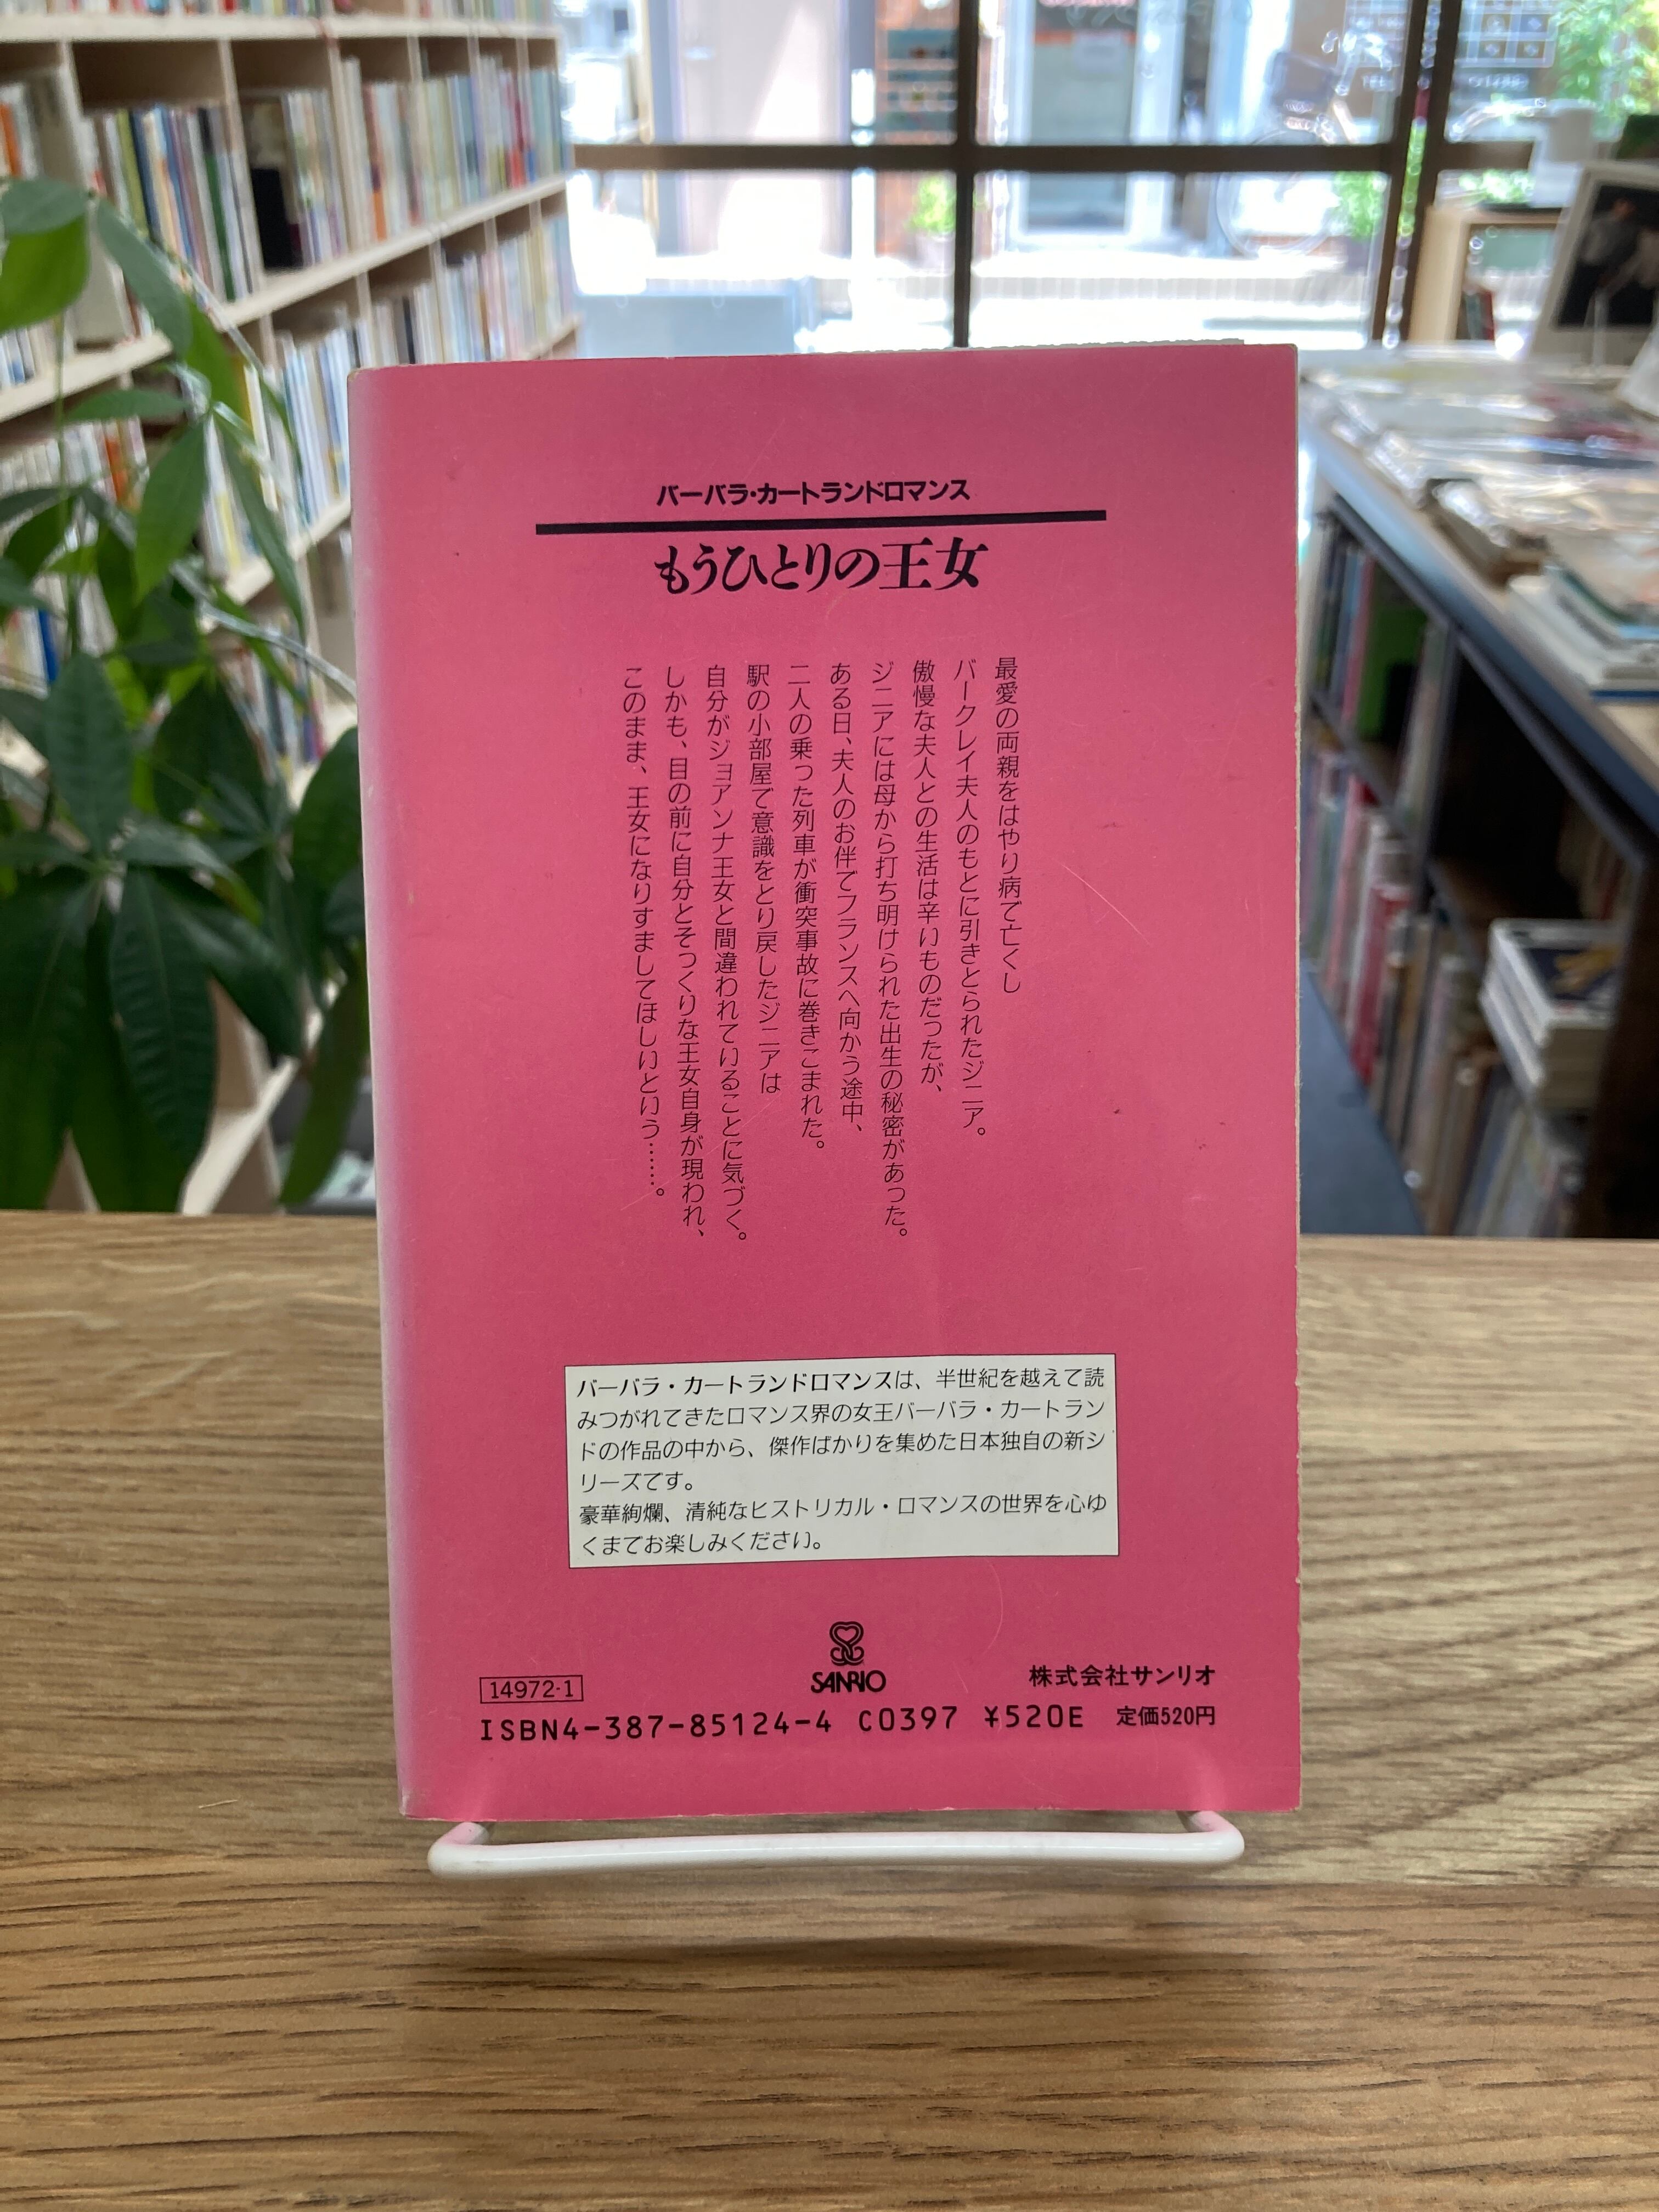 バーバラ・カートランドロマンス
もうひとりの王女
最愛の両親をはやり病で亡くし
バークレイ夫人のもとに引きとられたジニア。
傲慢な夫人との生活は辛いものだったが、
ジニアには母から打ち明けられた出生の秘密があった。
ある日、夫人のお伴でフランスへ向かう途中、
二人の乗った列車が衝突事故に巻きこまれた。
駅の小部屋で意識をとり戻したジニアは
自分がジョアンナ王女と間違われていることに気づく。
しかも、目の前に自分とそっくりな王女自身が現われ、
このまま、王女になりすましてほしいという……。
バーバラ・カートランドロマンスは、半世紀を越えて読
みつがれてきたロマンス界の女王バーバラ・カートラン
ドの作品の中から、傑作ばかりを集めた日本独自の新シ
リーズです。
豪華絢爛、清純なヒストリカル・ロマンスの世界を心ゆ
くまでお楽しみください。
SANRIO
株式会社サンリオ
14972-1
ISBN4-387-85124-4 C0397 ¥520E 定価520円